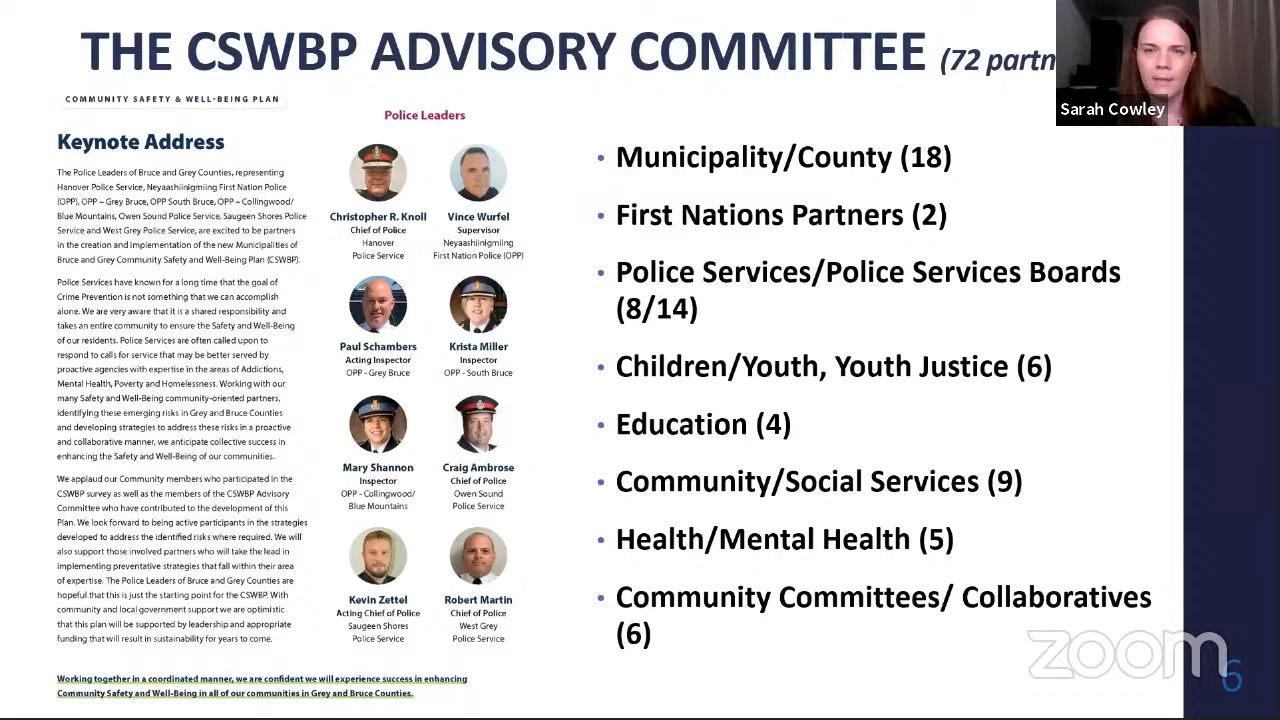 THE CSWBP ADVISORY COMMITTEE (72 partn
Sarah Cowley
COMMUNITY SAFETY & WELL-BEING PLAN
Keynote Address
The Police Leaders of Bruce and Grey Counties, representing
Hanover Police Service, Neyaashiinigmiing First Nation Police
(OPP), OPP – Grey Bruce, OPP South Bruce, OPP – Collingwood/
Blue Mountains, Owen Sound Police Service, Saugeen Shores Police
Service and West Grey Police Service, are excited to be partners
in the creation and implementation of the new Municipalities of
Bruce and Grey Community Safety and Well-Being Plan (CSWBP).
Police Services have known for a long time that the goal of
Crime Prevention is not something that we can accomplish
alone. We are very aware that it is a shared responsibility and
takes an entire community to ensure the Safety and Well-Being
of our residents. Police Services are often called upon to
respond to calls for service that may be better served by
proactive agencies with expertise in the areas of Addictions,
Mental Health, Poverty and Homelessness. Working with our
many Safety and Well-Being community-oriented partners,
identifying these emerging risks in Grey and Bruce Counties
and developing strategies to address these risks in a proactive
and collaborative manner, we anticipate collective success in
enhancing the Safety and Well-Being of our communities.
We applaud our Community members who participated in the
CSWBP survey as well as the members of the CSWBP Advisory
Committee who have contributed to the development of this
Plan. We look forward to being active participants in the strategies
developed to address the identified risks where required. We will
also support those involved partners who will take the lead in
implementing preventative strategies that fall within their area
of expertise. The Police Leaders of Bruce and Grey Counties are
hopeful that this is just the starting point for the CSWBP. With
community and local government support we are optimistic
that this plan will be supported by leadership and appropriate
funding that will result in sustainability for years to come.
Working together in a coordinated manner, we are confident we will experience success in enhancing
Community Safety and Well-Being in all of our communities in Grey and Bruce Counties.
Police Leaders
Christopher R. Knoll
Chief of Police
Hanover
Police Service
Vince Wurfel
Supervisor
Neyaashiinigmiing
First Nation Police (OPP)
Paul Schambers
Acting Inspector
OPP - Grey Bruce
Krista Miller
Inspector
OPP - South Bruce
Mary Shannon
Inspector
OPP - Collingwood/
Blue Mountains
Craig Ambrose
Chief of Police
Owen Sound
Police Service
Kevin Zettel
Acting Chief of Police
Saugeen Shores
Police Service
Robert Martin
Chief of Police
West Grey
Police Service
• Municipality/County (18)
• First Nations Partners (2)
• Police Services/Police Services Boards
(8/14)
• Children/Youth, Youth Justice (6)
• Education (4)
• Community/Social Services (9)
• Health/Mental Health (5)
• Community Committees/ Collaboratives
(6)
zoom
6